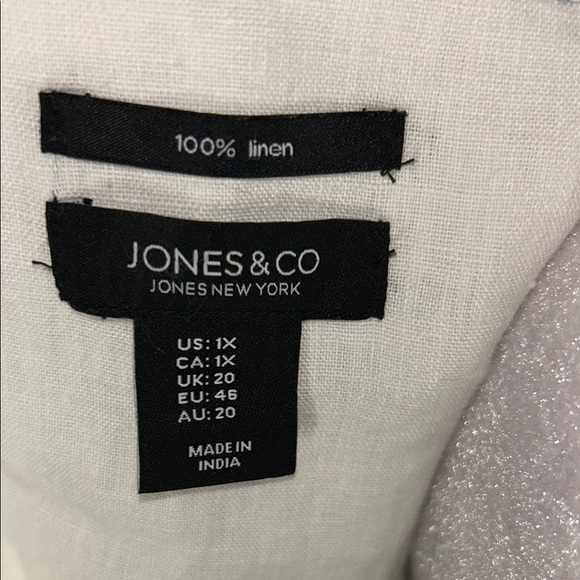 100% linen
JONES & CO
JONES NEW YORK
US: 1X
CA: 1X
UK: 20
EU: 46
AU: 20
MADE IN
INDIA